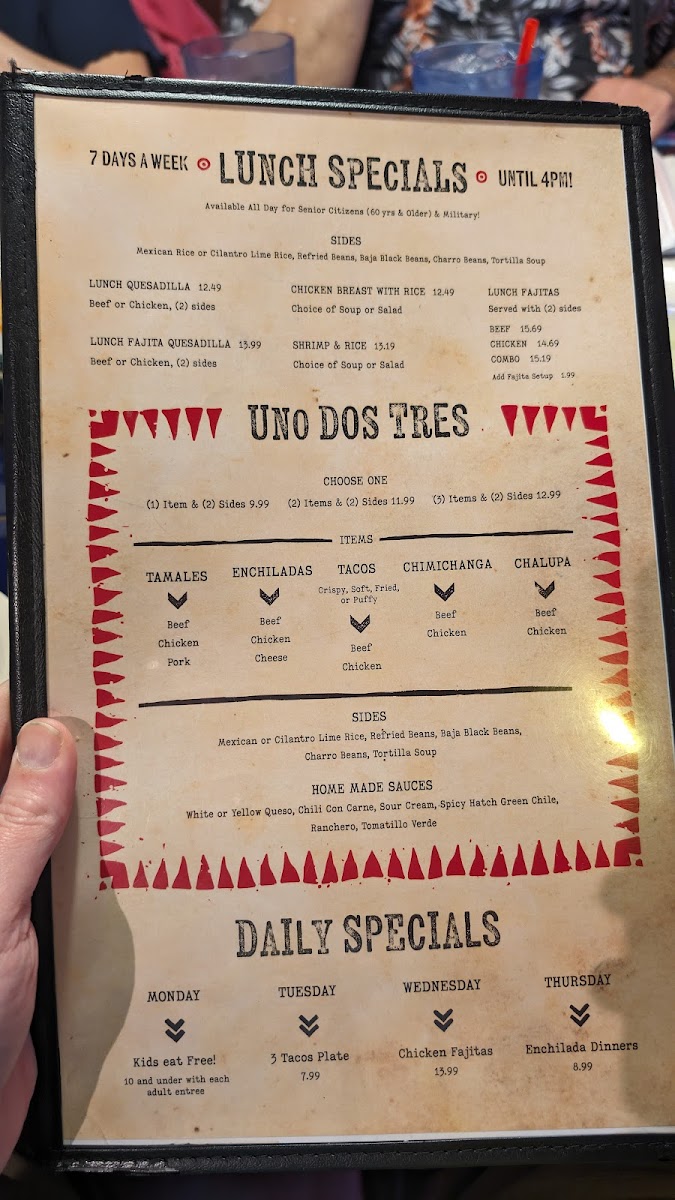 7 DAYS A WEEK LUNCH SPECIALS UNTIL 4PM!
Available All Day for Senior Citizens (60 yrs & Older) & Military!
SIDES
Mexican Rice or Cilantro Lime Rice, Refried Beans, Baja Black Beans, Charro Beans, Tortilla Soup
LUNCH QUESADILLA 12.49
Beef or Chicken, (2) sides
LUNCH FAJITA QUESADILLA 13.99
Beef or Chicken, (2) sides
CHICKEN BREAST WITH RICE 12.49
Choice of Soup or Salad
SHRIMP & RICE 13.19
Choice of Soup or Salad
LUNCH FAJITAS
Served with (2) sides
BEEF 15.69
CHICKEN 14.69
COMBO 15.19
Add Fajita Setup 1.99
UNO DOS TRES
CHOOSE ONE
(1) Item & (2) Sides 9.99 (2) Items & (2) Sides 11.99 (3) Items & (2) Sides 12.99
ITEMS
TAMALES
Beef
Chicken
Pork
ENCHILADAS
Beef
Chicken
Cheese
TACOS
Crispy, Soft, Fried,
or Puffy
Beef
Chicken
CHIMICHANGA
Beef
Chicken
CHALUPA
Beef
Chicken
SIDES
Mexican or Cilantro Lime Rice, Refried Beans, Baja Black Beans,
Charro Beans, Tortilla Soup
HOME MADE SAUCES
White or Yellow Queso, Chili Con Carne, Sour Cream, Spicy Hatch Green Chile,
Ranchero, Tomatillo Verde
DAILY SPECIALS
MONDAY
Kids eat Free!
10 and under with each
adult entree
TUESDAY
3 Tacos Plate
7.99
WEDNESDAY
Chicken Fajitas
13.99
THURSDAY
Enchilada Dinners
8.99